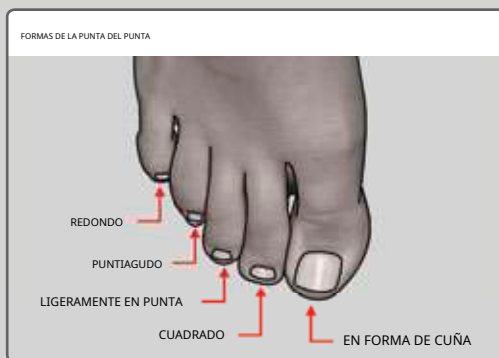 FORMAS DE LA PUNTA DEL PUNTA
REDONDO
PUNTIAGUDO
LIGERAMENTE EN PUNTA
CUADRADO
EN FORMA DE CUÑA